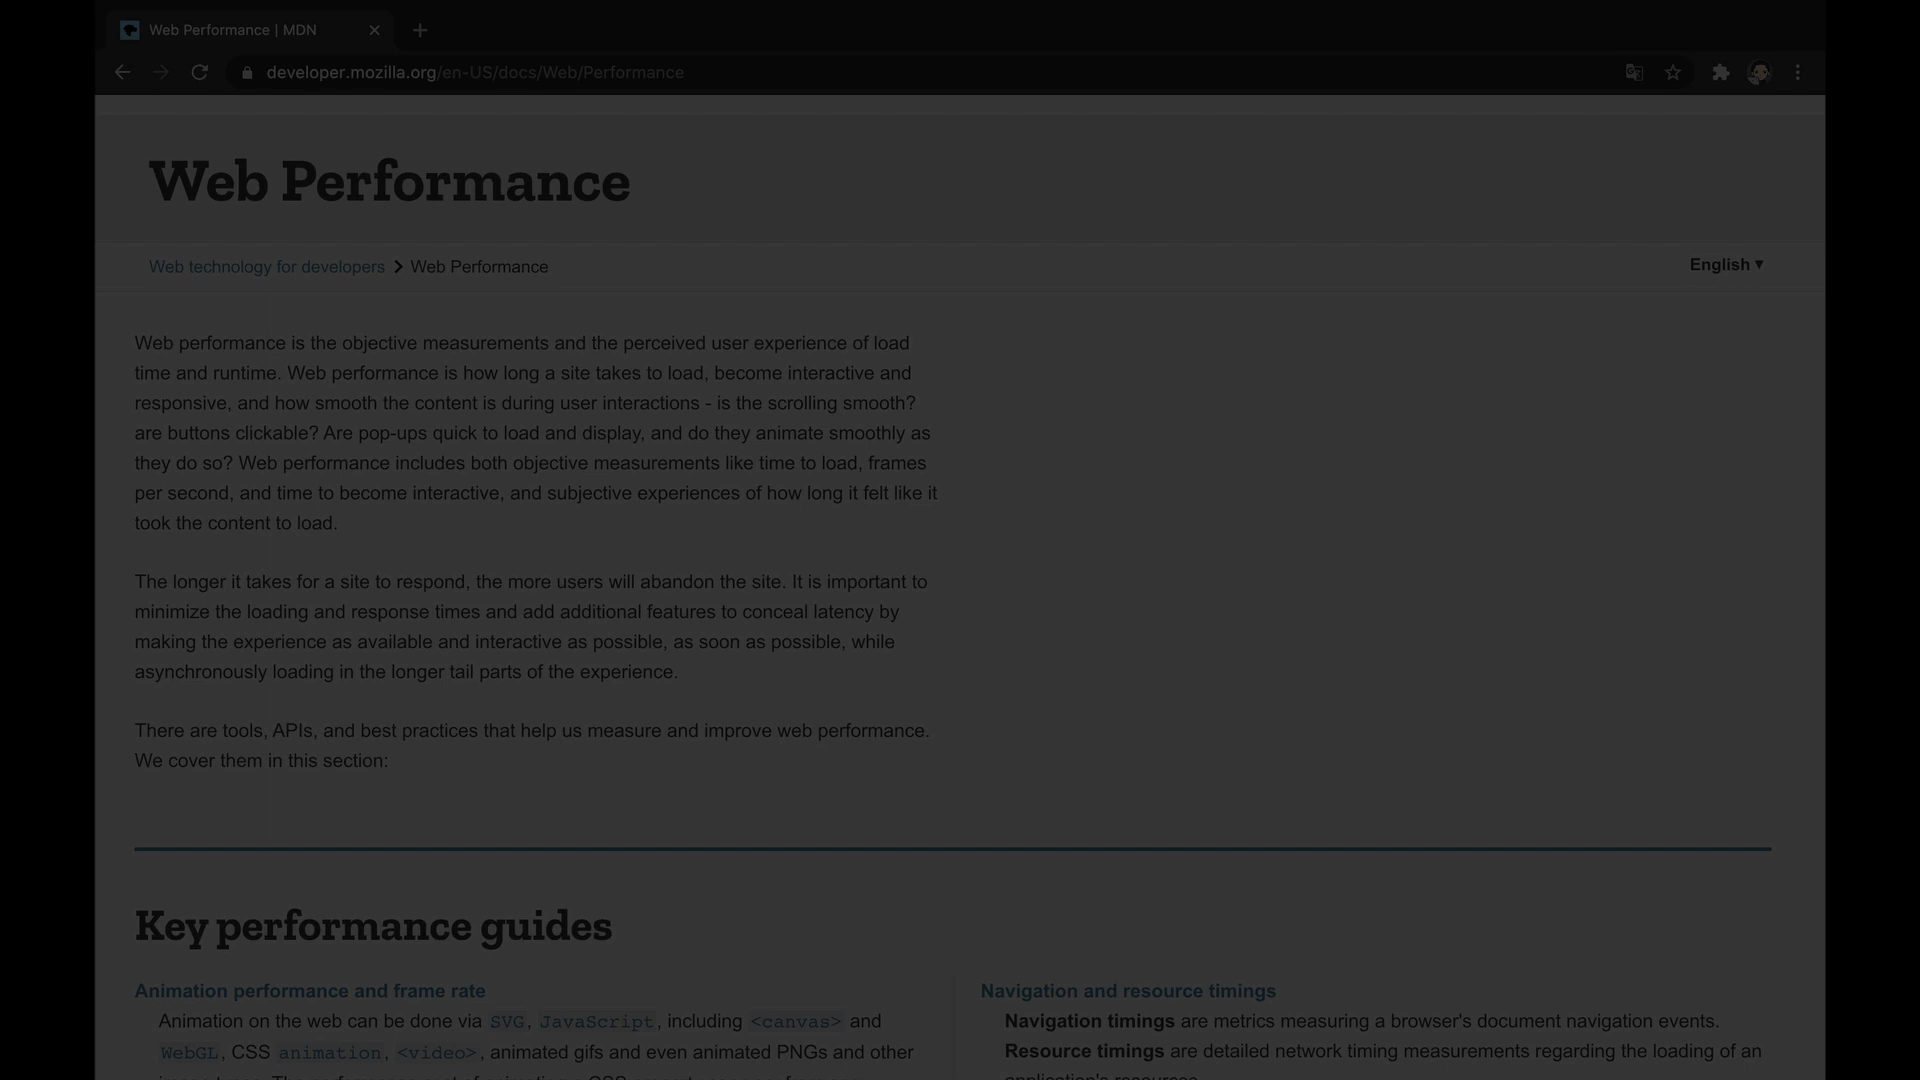 Web Performance | MDN
developer.mozilla.org/en-US/docs/Web/Performance
Web Performance
Web technology for developers Web Performance
English ▼
Web performance is the objective measurements and the perceived user experience of load
time and runtime. Web performance is how long a site takes to load, become interactive and
responsive, and how smooth the content is during user interactions - is the scrolling smooth?
are buttons clickable? Are pop-ups quick to load and display, and do they animate smoothly as
they do so? Web performance includes both objective measurements like time to load, frames
per second, and time to become interactive, and subjective experiences of how long it felt like it
took the content to load.
The longer it takes for a site to respond, the more users will abandon the site. It is important to
minimize the loading and response times and add additional features to conceal latency by
making the experience as available and interactive as possible, as soon as possible, while
asynchronously loading in the longer tail parts of the experience.
There are tools, APIs, and best practices that help us measure and improve web performance.
We cover them in this section:
Key performance guides
Animation performance and frame rate
Animation on the web can be done via SVG, JavaScript, including <canvas> and
WebGL, CSS animation, <video>, animated gifs and even animated PNGs and other
Navigation and resource timings
Navigation timings are metrics measuring a browser's document navigation events.
Resource timings are detailed network timing measurements regarding the loading of an
application's resources.